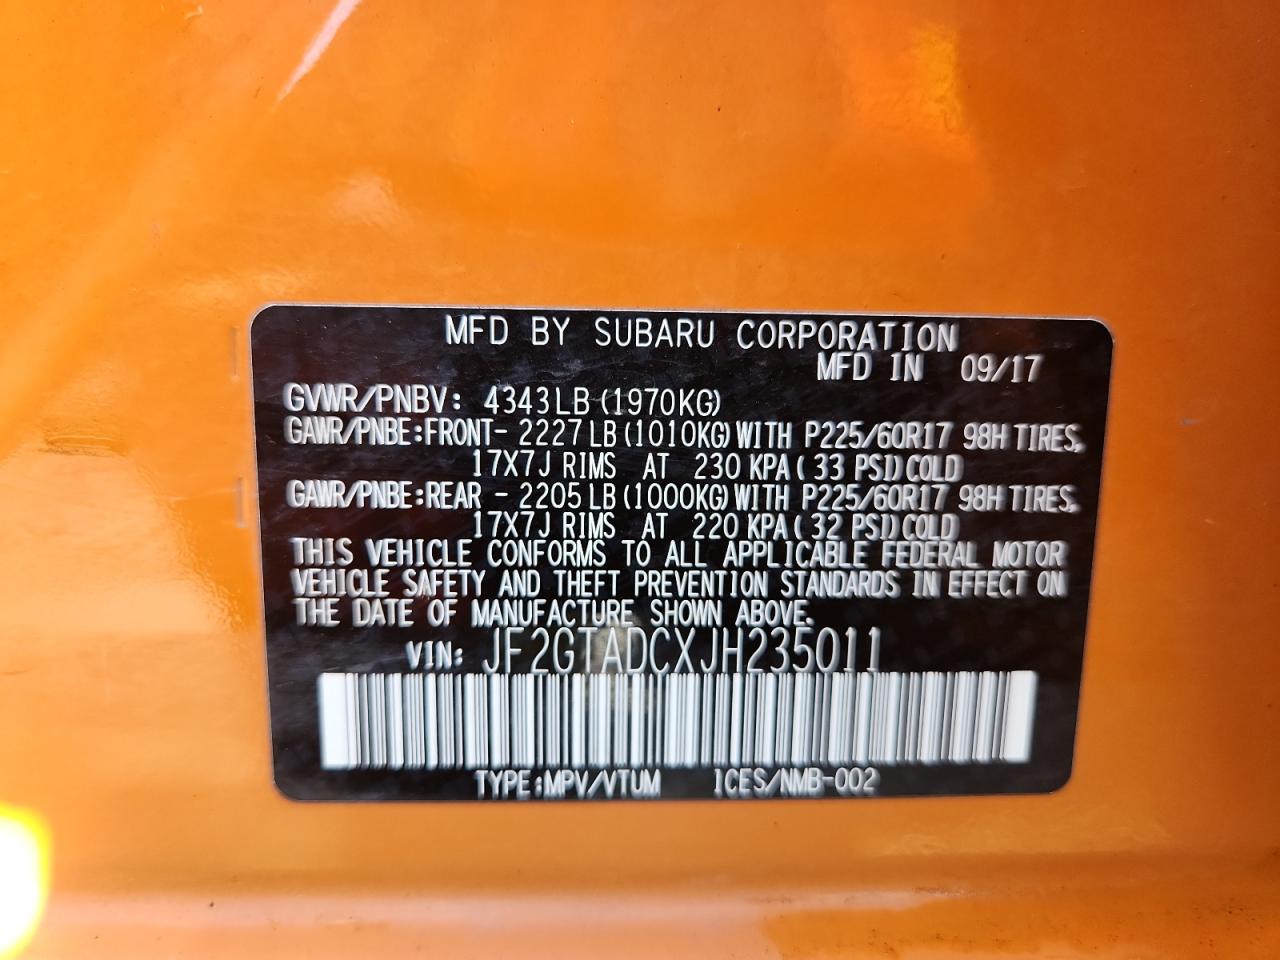 MFD BY SUBARU CORPORATION
MFD IN 09/17
GVWR/PNBV: 4343LB(1970KG)
GAWR/PNBE:FRONT- 2227LB(1010KG)WITH P225/60R17 98H TIRES,
17X7J RIMS AT 230 KPA( 33 PSI)COLD
GAWR/PNBE:REAR - 2205LB(1000KG)WITH P225/60R17 98H TIRES,
17X7J RIMS AT 220 KPA( 32 PSI)COLD
THIS VEHICLE CONFORMS TO ALL APPLICABLE FEDERAL MOTOR
VEHICLE SAFETY AND THEFT PREVENTION STANDARDS IN EFFECT ON
THE DATE OF MANUFACTURE SHOWN ABOVE.
VIN: JF2GTADCXJH235011
TYPE:MPV/VTUM ICES/NMB-002